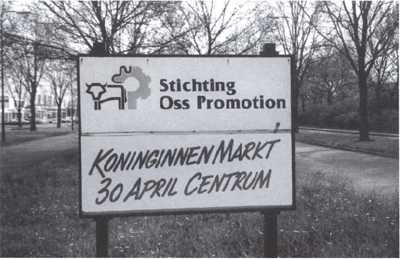 Stichting
Oss Promotion
KONINGINNEN MARKT
30 APRIL CENTRUM